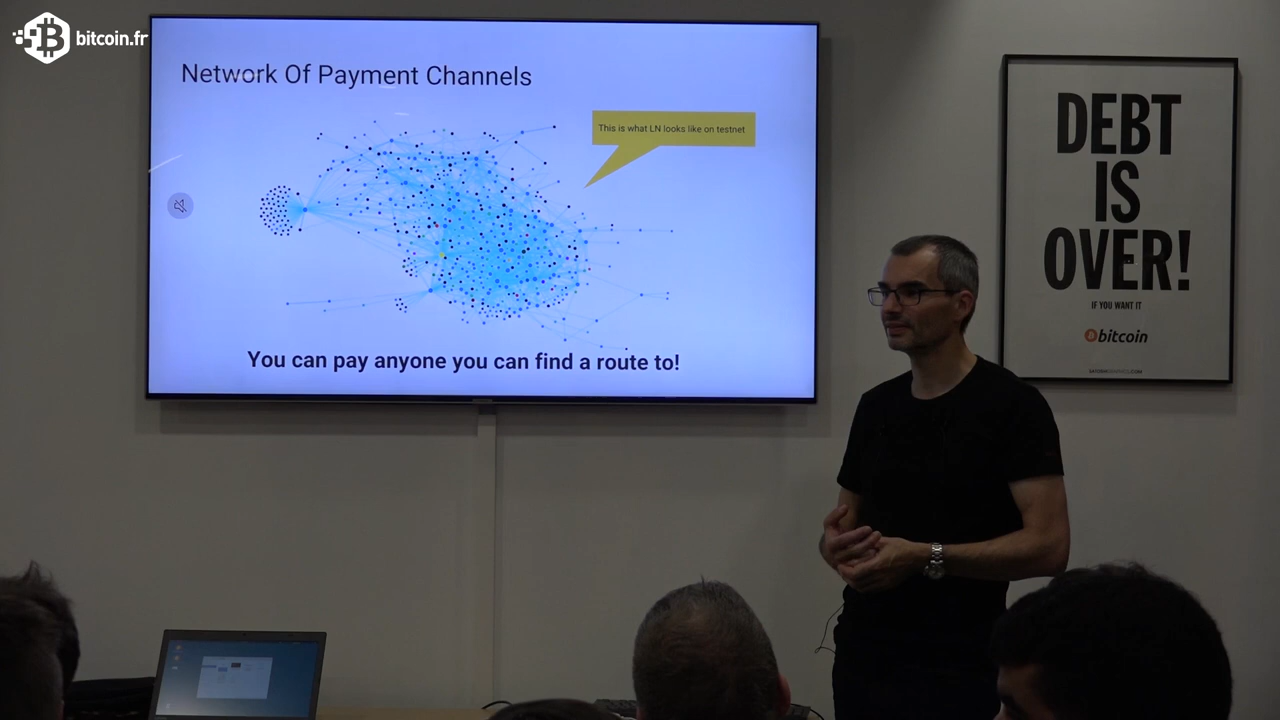 bitcoin.fr
Network Of Payment Channels
This is what LN looks like on testnet
You can pay anyone you can find a route to!
DEBT
IS
OVER!
IF YOU WANT IT
bitcoin